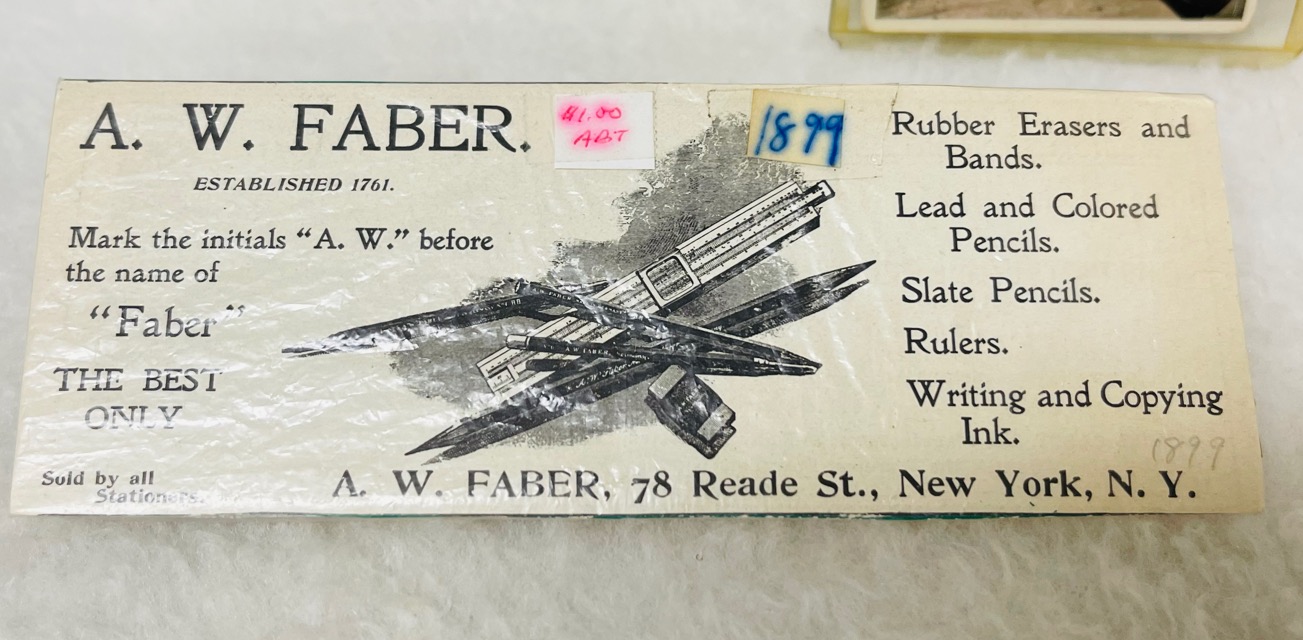 A. W. FABER.
ESTABLISHED 1761.
Mark the initials “A. W.” before
the name of
“Faber”
THE BEST
ONLY
Sold by all
Stationers.
$1.00
ABT
1899
Rubber Erasers and
Bands.
Lead and Colored
Pencils.
Slate Pencils.
Rulers.
Writing and Copying
Ink.
1899
A. W. FABER, 78 Reade St., New York, N. Y.
A. W. FABER
A. W. Faber